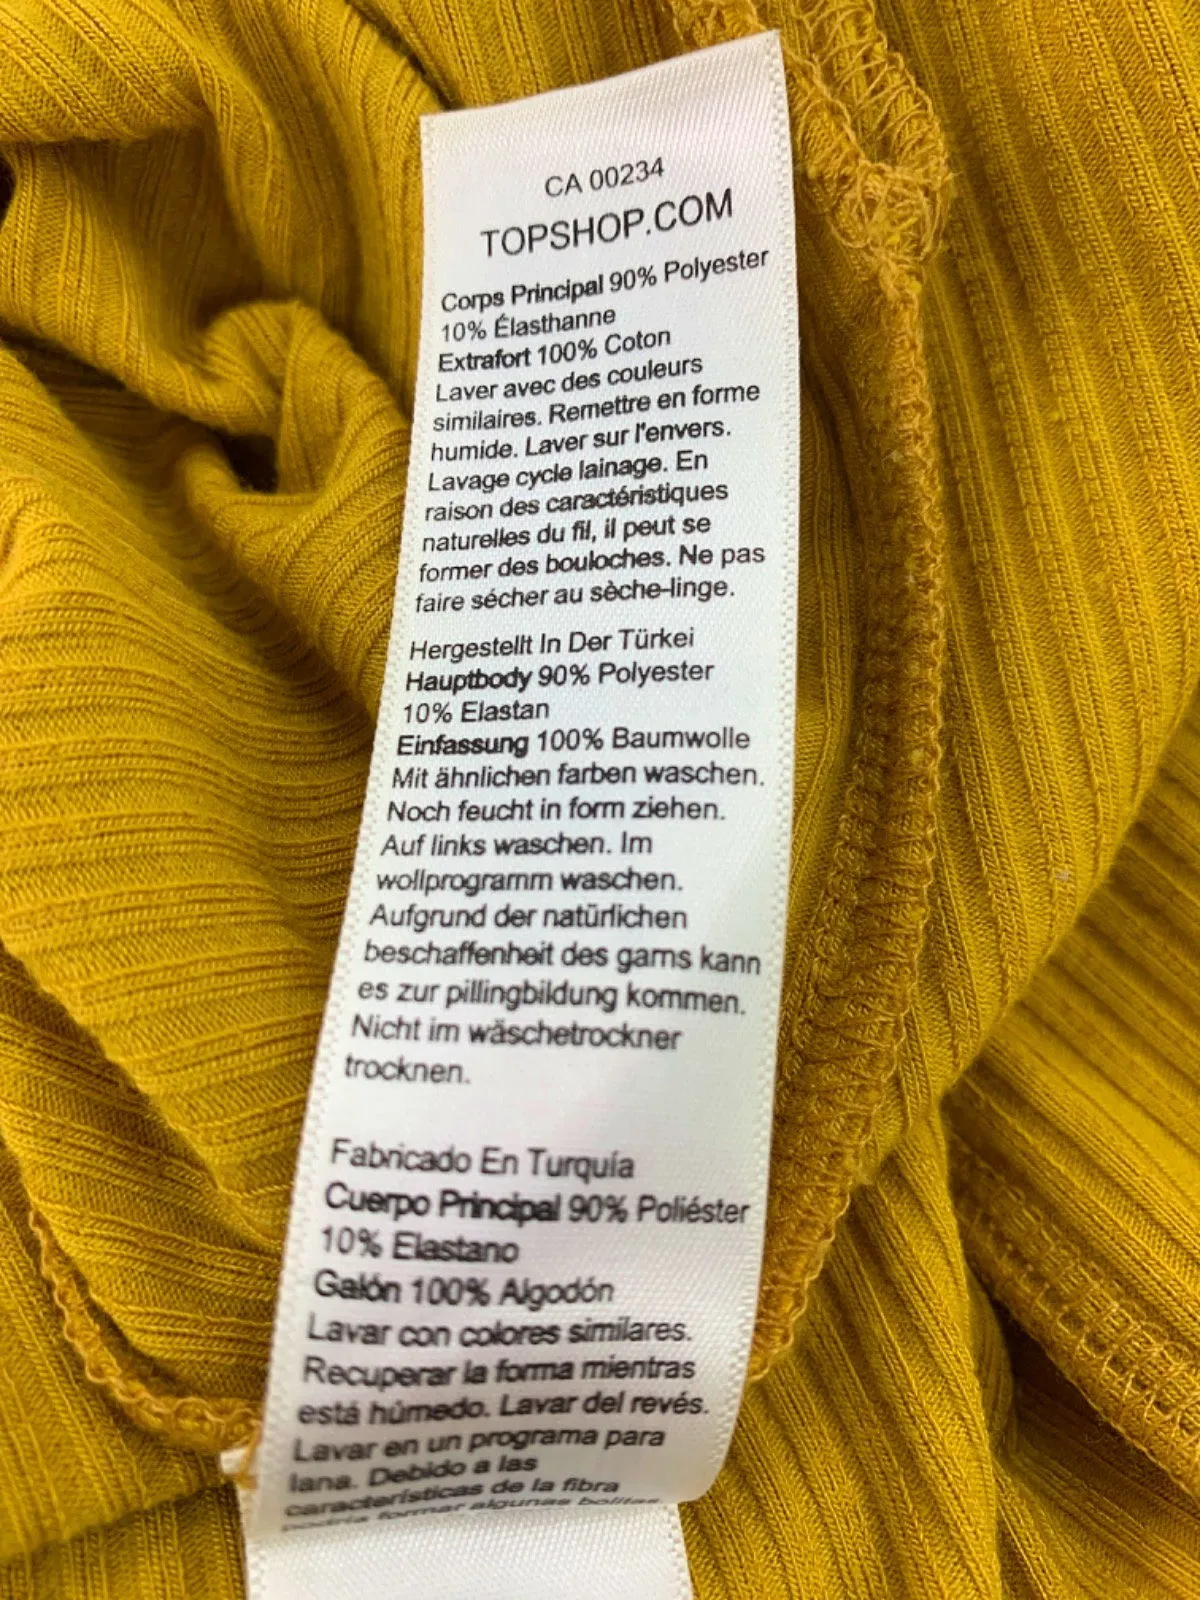 CA 00234
TOPSHOP.COM
Corps Principal 90% Polyester
10% Élasthanne
Extrafort 100% Coton
Laver avec des couleurs
similaires. Remettre en forme
humide. Laver sur l'envers.
Lavage cycle lainage. En
raison des caractéristiques
naturelles du fil, il peut se
former des bouloches. Ne pas
faire sécher au sèche-linge.
Hergestellt In Der Türkei
Hauptbody 90% Polyester
10% Elastan
Einfassung 100% Baumwolle
Mit ähnlichen farben waschen.
Noch feucht in form ziehen.
Auf links waschen. Im
wollprogramm waschen.
Aufgrund der natürlichen
beschaffenheit des garns kann
es zur pillingbildung kommen.
Nicht im wäschetrockner
trocknen.
Fabricado En Turquía
Cuerpo Principal 90% Poliéster
10% Elastano
Galón 100% Algodón
Lavar con colores similares.
Recuperar la forma mientras
está húmedo. Lavar del revés.
Lavar en un programa para
lana. Debido a las
características de la fibra
podría formar algunas bolitas